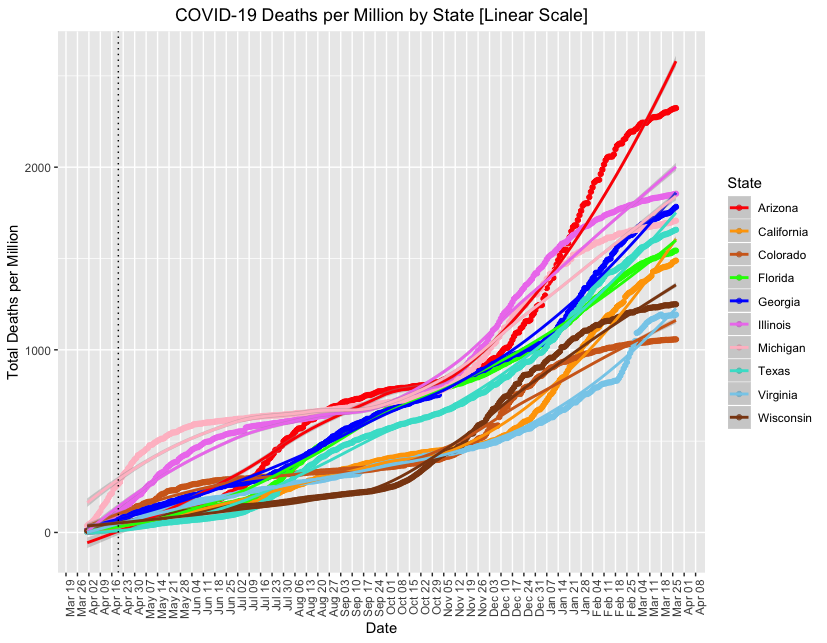 COVID-19 Deaths per Million by State [Linear Scale]
Total Deaths per Million
2000
1000
0
Mar 19
Mar 26
Apr 02
Apr 09
Apr 16
Apr 23
Apr 30
May 07
May 14
May 21
May 28
Jun 04
Jun 11
Jun 18
Jun 25
Jul 02
Jul 09
Jul 16
Jul 23
Jul 30
Aug 06
Aug 13
Aug 20
Aug 27
Sep 03
Sep 10
Sep 17
Sep 24
Oct 01
Oct 08
Oct 15
Oct 22
Oct 29
Nov 05
Nov 12
Nov 19
Nov 26
Dec 03
Dec 10
Dec 17
Dec 24
Dec 31
Jan 07
Jan 14
Jan 21
Jan 28
Feb 04
Feb 11
Feb 18
Feb 25
Mar 04
Mar 11
Mar 18
Mar 25
Apr 01
Apr 08
Date
State
Arizona
California
Colorado
Florida
Georgia
Illinois
Michigan
Texas
Virginia
Wisconsin